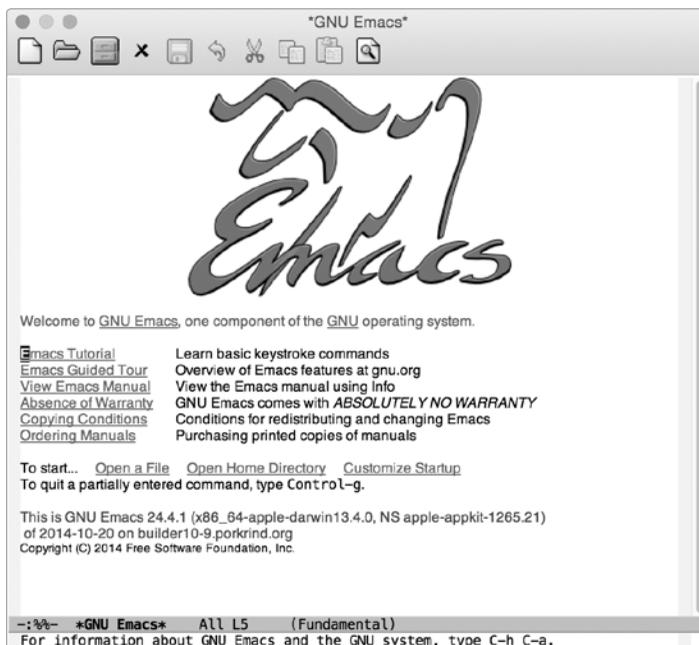 *GNU Emacs*
Emacs
Welcome to GNU Emacs, one component of the GNU operating system.
Emacs Tutorial Learn basic keystroke commands
Emacs Guided Tour Overview of Emacs features at gnu.org
View Emacs Manual View the Emacs manual using Info
Absence of Warranty GNU Emacs comes with ABSOLUTELY NO WARRANTY
Copying Conditions Conditions for redistributing and changing Emacs
Ordering Manuals Purchasing printed copies of manuals
To start... Open a File Open Home Directory Customize Startup
To quit a partially entered command, type Control-g.
This is GNU Emacs 24.4.1 (x86_64-apple-darwin13.4.0, NS apple-appkit-1265.21)
of 2014-10-20 on builder10-9.porkrind.org
Copyright (C) 2014 Free Software Foundation, Inc.
-:%%- *GNU Emacs* All L5 (Fundamental)
For information about GNU Emacs and the GNU system, type C-h C-a.